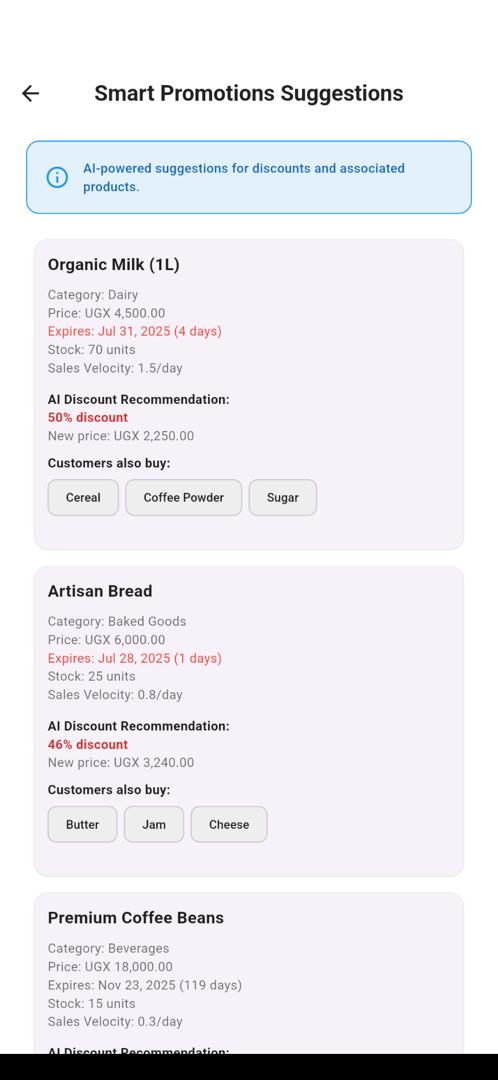 Smart Promotions Suggestions
AI-powered suggestions for discounts and associated
products.
Organic Milk (1L)
Category: Dairy
Price: UGX 4,500.00
Expires: Jul 31, 2025 (4 days)
Stock: 70 units
Sales Velocity: 1.5/day
AI Discount Recommendation:
50% discount
New price: UGX 2,250.00
Customers also buy:
Cereal Coffee Powder Sugar
Artisan Bread
Category: Baked Goods
Price: UGX 6,000.00
Expires: Jul 28, 2025 (1 days)
Stock: 25 units
Sales Velocity: 0.8/day
AI Discount Recommendation:
46% discount
New price: UGX 3,240.00
Customers also buy:
Butter Jam Cheese
Premium Coffee Beans
Category: Beverages
Price: UGX 18,000.00
Expires: Nov 23, 2025 (119 days)
Stock: 15 units
Sales Velocity: 0.3/day
AI Discount Recommendation: